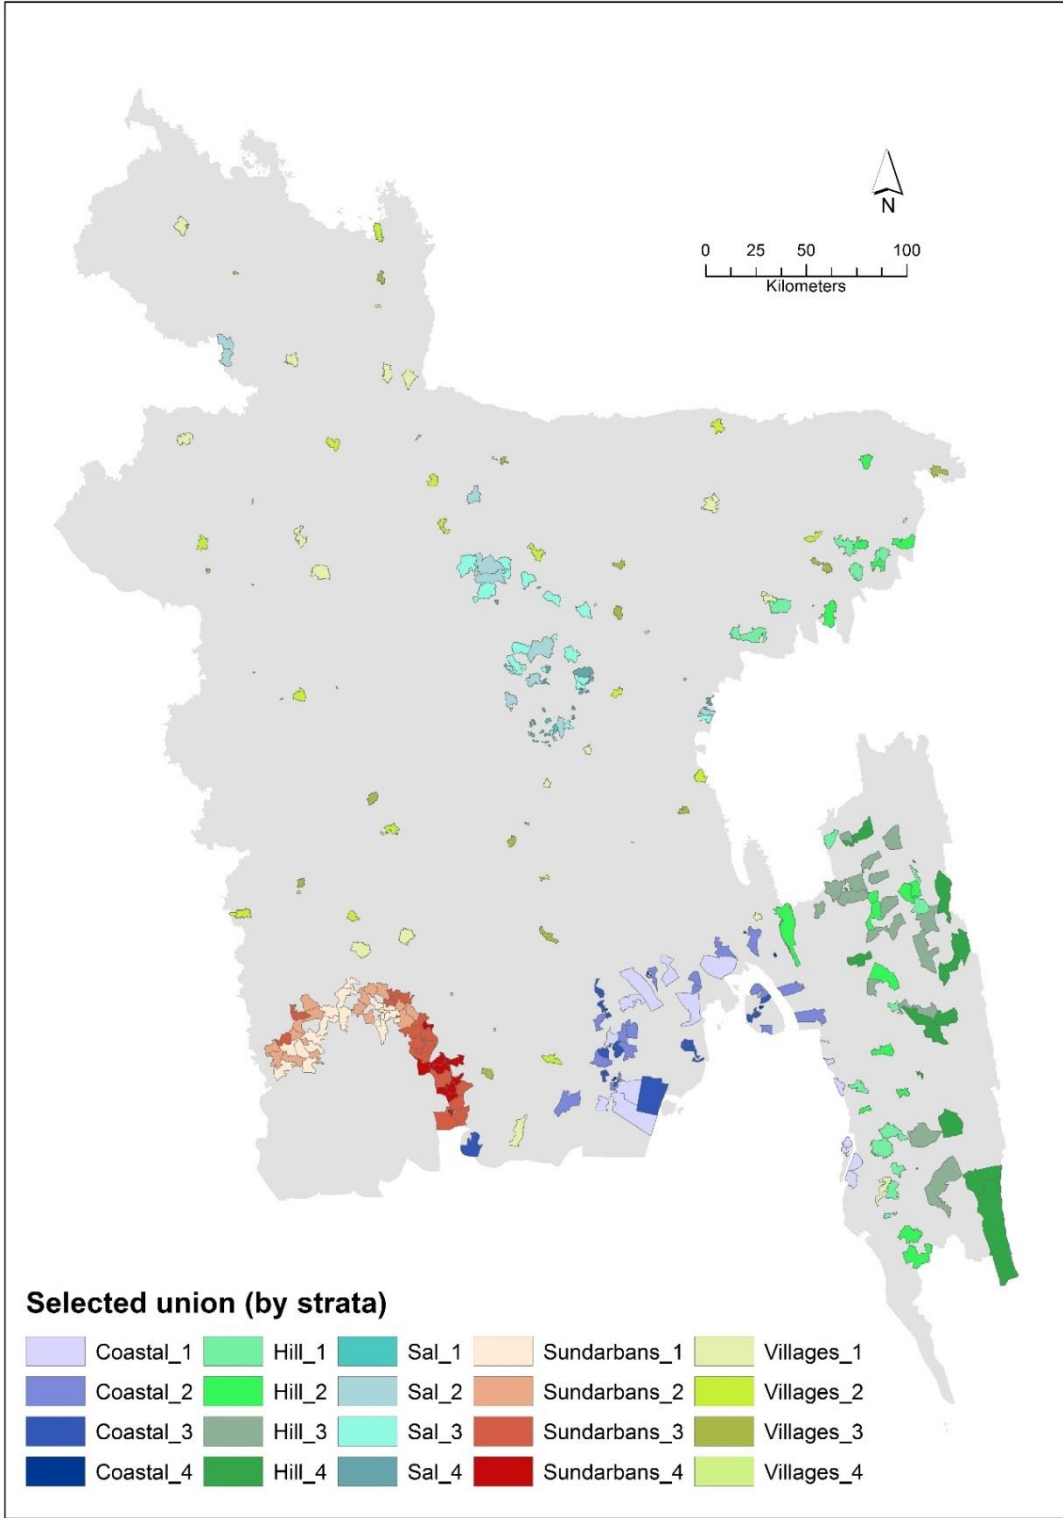 N
0 25 50 100
Kilometers
Selected union (by strata)
Coastal_1 Hill_1 Sal_1 Sundarbans_1 Villages_1
Coastal_2 Hill_2 Sal_2 Sundarbans_2 Villages_2
Coastal_3 Hill_3 Sal_3 Sundarbans_3 Villages_3
Coastal_4 Hill_4 Sal_4 Sundarbans_4 Villages_4